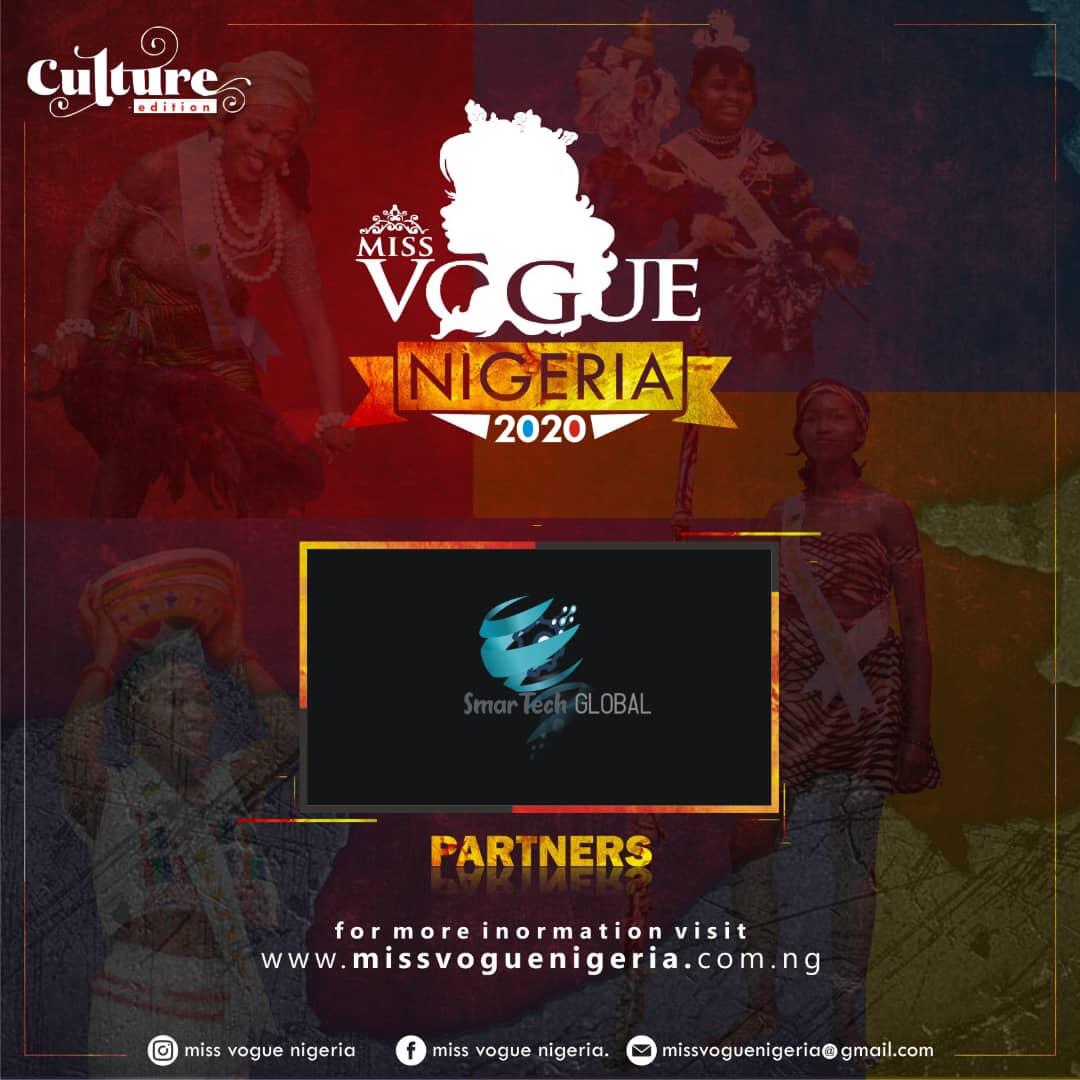 Culture
edition
MISS
VOGUE
NIGERIA
2020
SmarTech GLOBAL
PARTNERS
for more inormation visit
www.missvoguenigeria.com.ng
miss vogue nigeria miss vogue nigeria. missvoguenigeria@gmail.com